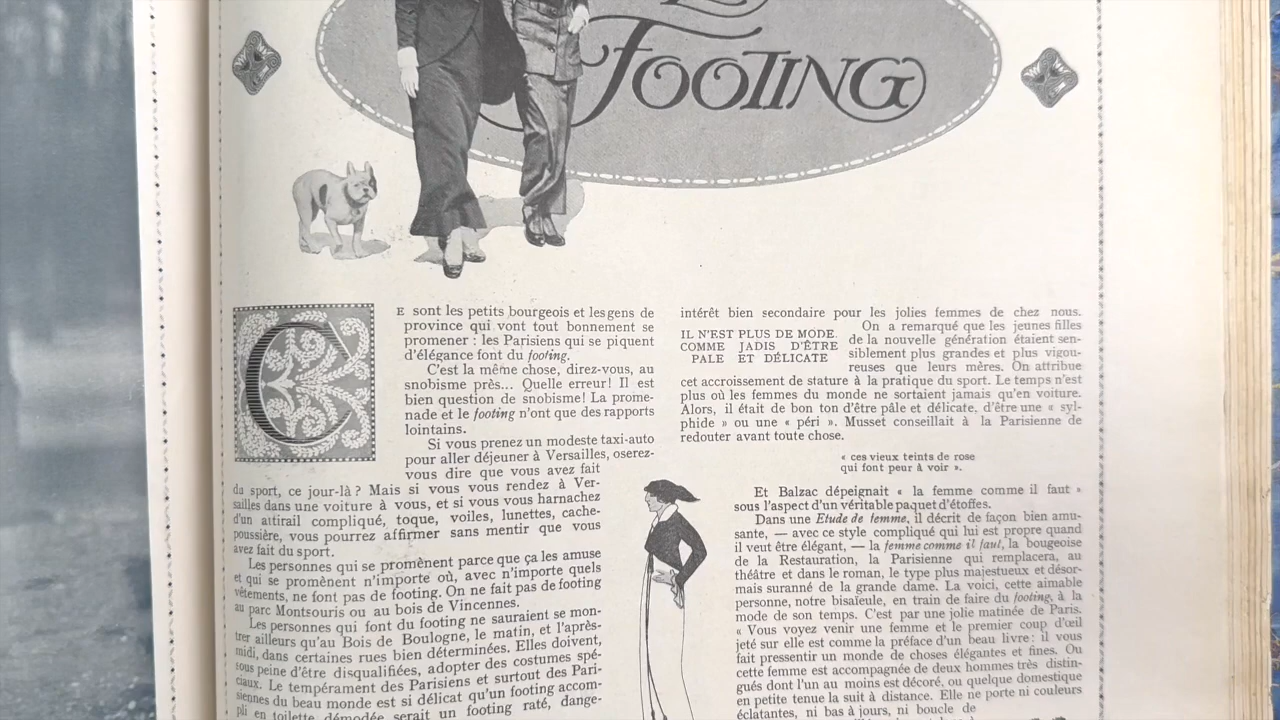 FOOTING
CE sont les petits bourgeois et les gens de
province qui vont tout bonnement se
promener : les Parisiens qui se piquent
d'élégance font du footing.
C'est la même chose, direz-vous, au
snobisme près... Quelle erreur! Il est
bien question de snobisme! La prome-
nade et le footing n'ont que des rapports
lointains.
Si vous prenez un modeste taxi-auto
pour aller déjeuner à Versailles, oserez-
vous dire que vous avez fait
du sport, ce jour-là ? Mais si vous vous rendez à Ver-
sailles dans une voiture à vous, et si vous vous harnachez
d'un attirail compliqué, toque, voiles, lunettes, cache-
poussière, vous pourrez affirmer sans mentir que vous
avez fait du sport.
Les personnes qui se promènent parce que ça les amuse
et qui se promènent n'importe où, avec n'importe quels
vêtements, ne font pas de footing. On ne fait pas de footing
au parc Montsouris ou au bois de Vincennes.
Les personnes qui font du footing ne sauraient se mon-
trer ailleurs qu'au Bois de Boulogne, le matin, et l'après-
midi, dans certaines rues bien déterminées. Elles doivent,
sous peine d'être disqualifiées, adopter des costumes spé-
ciaux. Le tempérament des Parisiens et surtout des Pari-
siennes du beau monde est si délicat qu'un footing accom-
pli en toilette démodée serait un footing raté, dange-
intérêt bien secondaire pour les jolies femmes de chez nous.
IL N'EST PLUS DE MODE
COMME JADIS D'ÊTRE
PALE ET DÉLICATE
On a remarqué que les jeunes filles
de la nouvelle génération étaient sen-
siblement plus grandes et plus vigou-
reuses que leurs mères. On attribue
cet accroissement de stature à la pratique du sport. Le temps n'est
plus où les femmes du monde ne sortaient jamais qu'en voiture.
Alors, il était de bon ton d'être pâle et délicate, d'être une « syl-
phide » ou une « péri ». Musset conseillait à la Parisienne de
redouter avant toute chose.
« ces vieux teints de rose
qui font peur à voir ».
Et Balzac dépeignait « la femme comme il faut »
sous l'aspect d'un véritable paquet d'étoffes.
Dans une Etude de femme, il décrit de façon bien amu-
sante, — avec ce style compliqué qui lui est propre quand
il veut être élégant, — la femme comme il faut, la bougeoise
de la Restauration, la Parisienne qui remplacera, au
théâtre et dans le roman, le type plus majestueux et désor-
mais suranné de la grande dame. La voici, cette aimable
personne, notre bisaïeule, en train de faire du footing, à la
mode de son temps. C'est par une jolie matinée de Paris.
« Vous voyez venir une femme et le premier coup d'œil
jeté sur elle est comme la préface d'un beau livre : il vous
fait pressentir un monde de choses élégantes et fines. Ou
cette femme est accompagnée de deux hommes très distin-
gués dont l'un au moins est décoré, ou quelque domestique
en petite tenue la suit à distance. Elle ne porte ni couleurs
éclatantes, ni bas à jours, ni boucle de